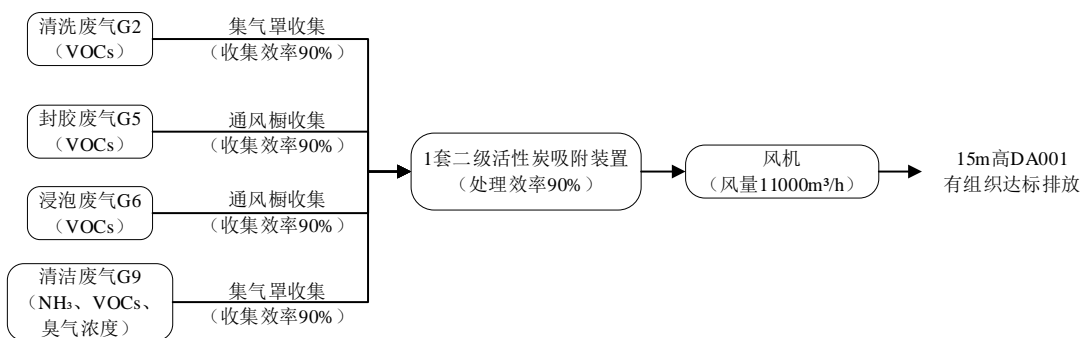 清洗废气G2
（VOCs）
集气罩收集
（收集效率90%）
封胶废气G5
（VOCs）
通风橱收集
（收集效率90%）
浸泡废气G6
（VOCs）
通风橱收集
（收集效率90%）
清洁废气G9
（NH₃、VOCs、
臭气浓度）
集气罩收集
（收集效率90%）
1套二级活性炭吸附装置
（处理效率90%）
风机
（风量11000m³/h）
15m高DA001
有组织达标排放